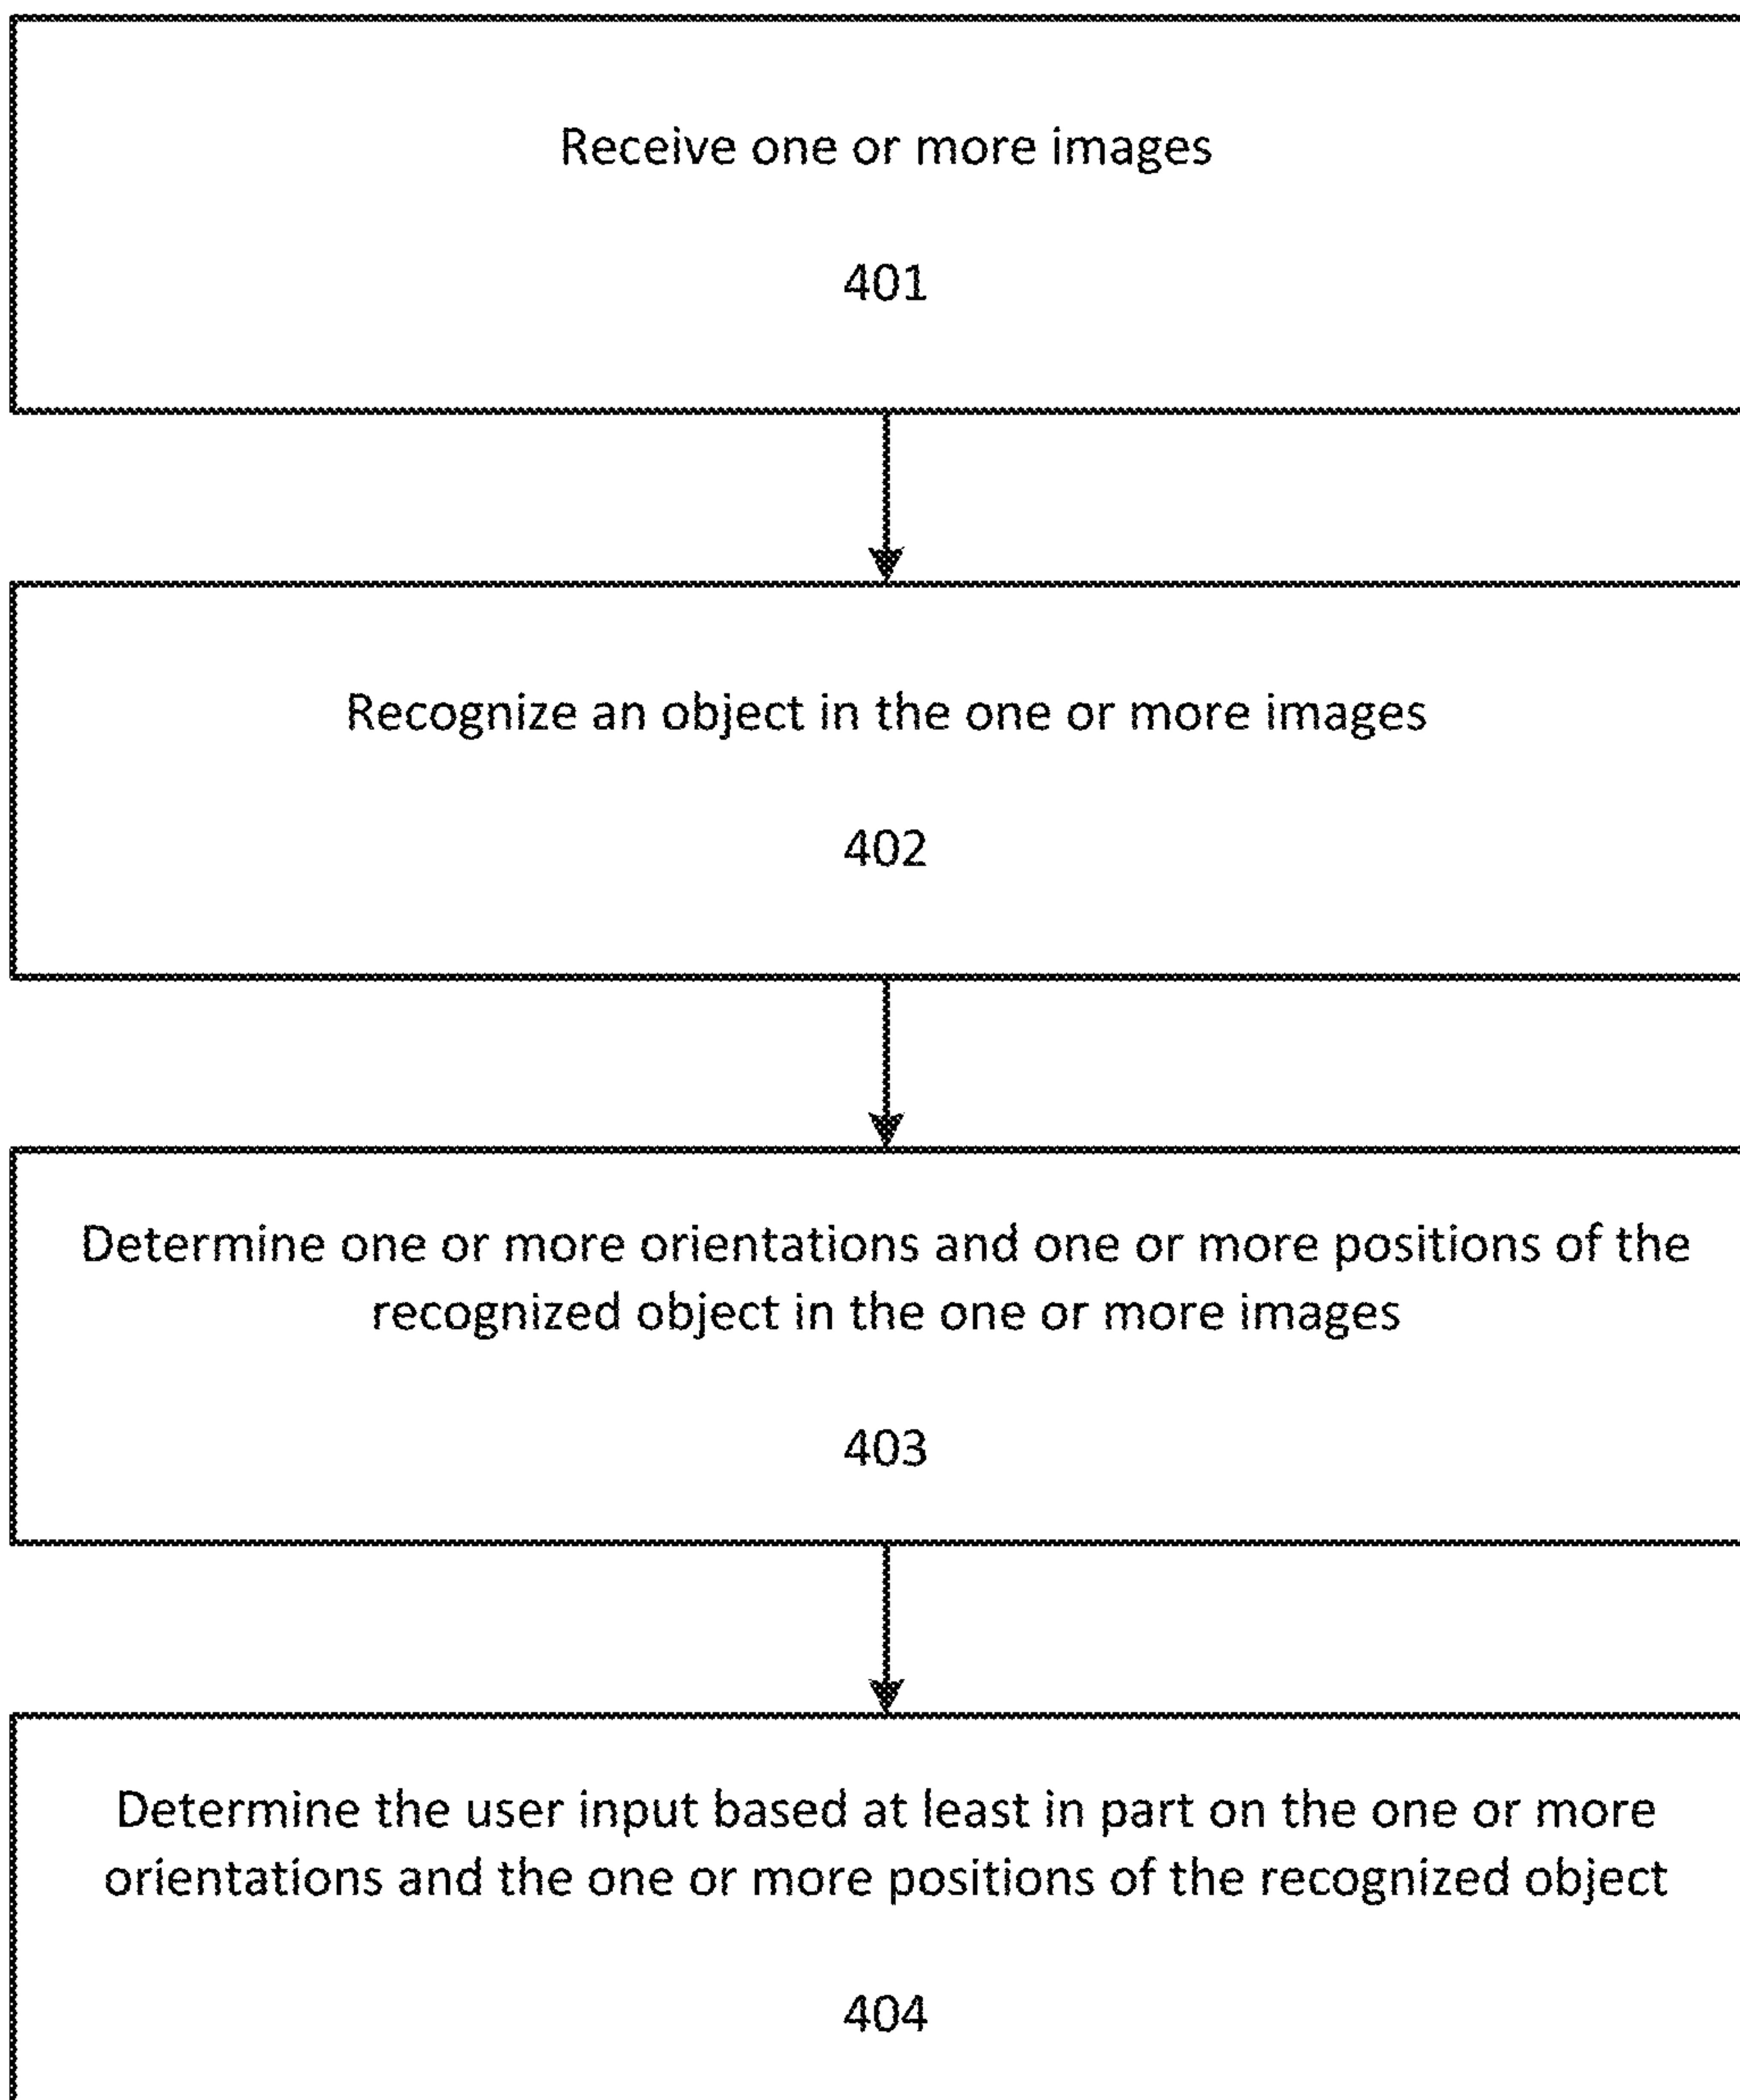 Receive one or more images
401
Recognize an object in the one or more images
402
Determine one or more orientations and one or more positions of the
recognized object in the one or more images
403
Determine the user input based at least in part on the one or more
orientations and the one or more positions of the recognized object
404